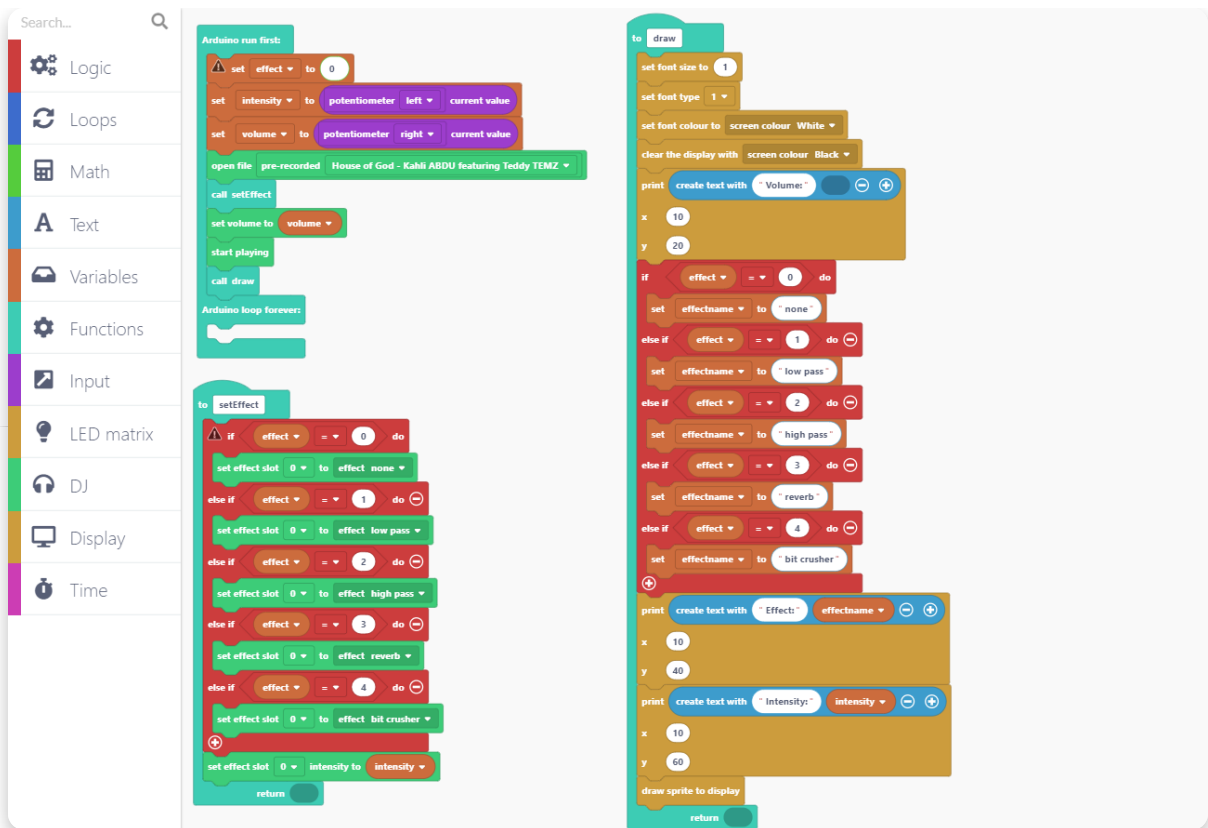 Search...
Logic
Loops
Math
Text
Variables
Functions
Input
LED matrix
DJ
Display
Time
Arduino run first:
set effect to 0
set intensity to potentiometer left current value
set volume to potentiometer right current value
open file pre-recorded House of God - Kahli ABDU featuring Teddy TEMZ
call setEffect
set volume to volume
start playing
call draw
Arduino loop forever:
to setEffect
if effect = 0 do
set effect slot 0 to effect none
else if effect = 1 do
set effect slot 0 to effect low pass
else if effect = 2 do
set effect slot 0 to effect high pass
else if effect = 3 do
set effect slot 0 to effect reverb
else if effect = 4 do
set effect slot 0 to effect bit crusher
set effect slot 0 intensity to intensity
return
to draw
set font size to 1
set font type 1
set font colour to screen colour White
clear the display with screen colour Black
print create text with "Volume:"
x 10
y 20
if effect = 0 do
set effectname to "none"
else if effect = 1 do
set effectname to "low pass"
else if effect = 2 do
set effectname to "high pass"
else if effect = 3 do
set effectname to "reverb"
else if effect = 4 do
set effectname to "bit crusher"
print create text with "Effect:" effectname
x 10
y 40
print create text with "Intensity:" intensity
x 10
y 60
draw sprite to display
return